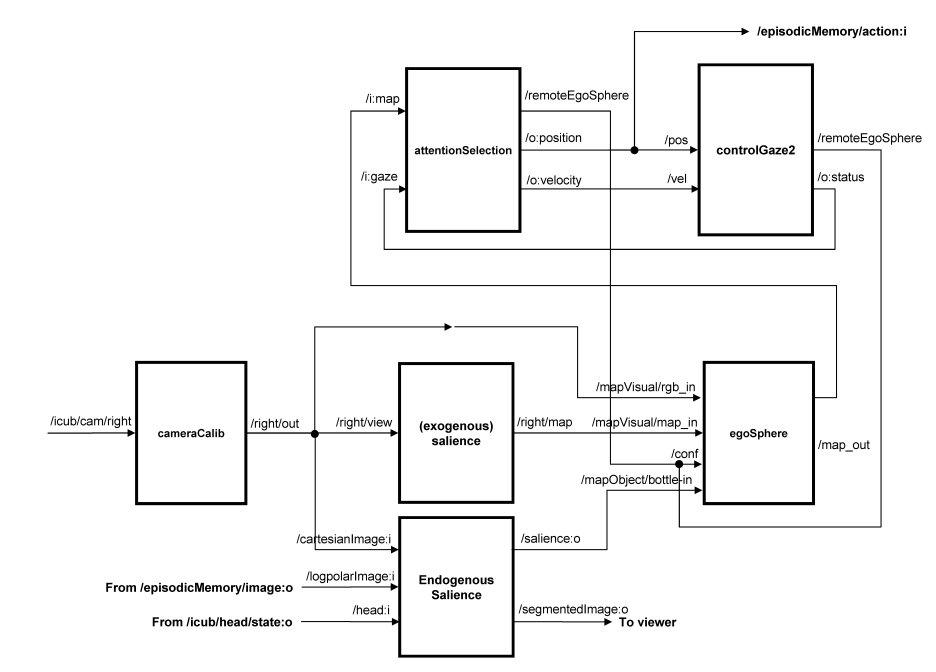 /episodicMemory/action:i
/i:map
/remoteEgoSphere
/o:position
/pos
attentionSelection
controlGaze2
/remoteEgoSphere
/i:gaze
/o:velocity
/vel
/o:status
/mapVisual/rgb_in
/icub/cam/right
cameraCalib
/right/out
/right/view
(exogenous)
salience
/right/map
/mapVisual/map_in
egoSphere
/map_out
/conf
/mapObject/bottle-in
/cartesianImage:i
/salience:o
From /episodicMemory/image:o
/logpolarImage:i
Endogenous
Salience
From /icub/head/state:o
/head:i
/segmentedImage:o
To viewer